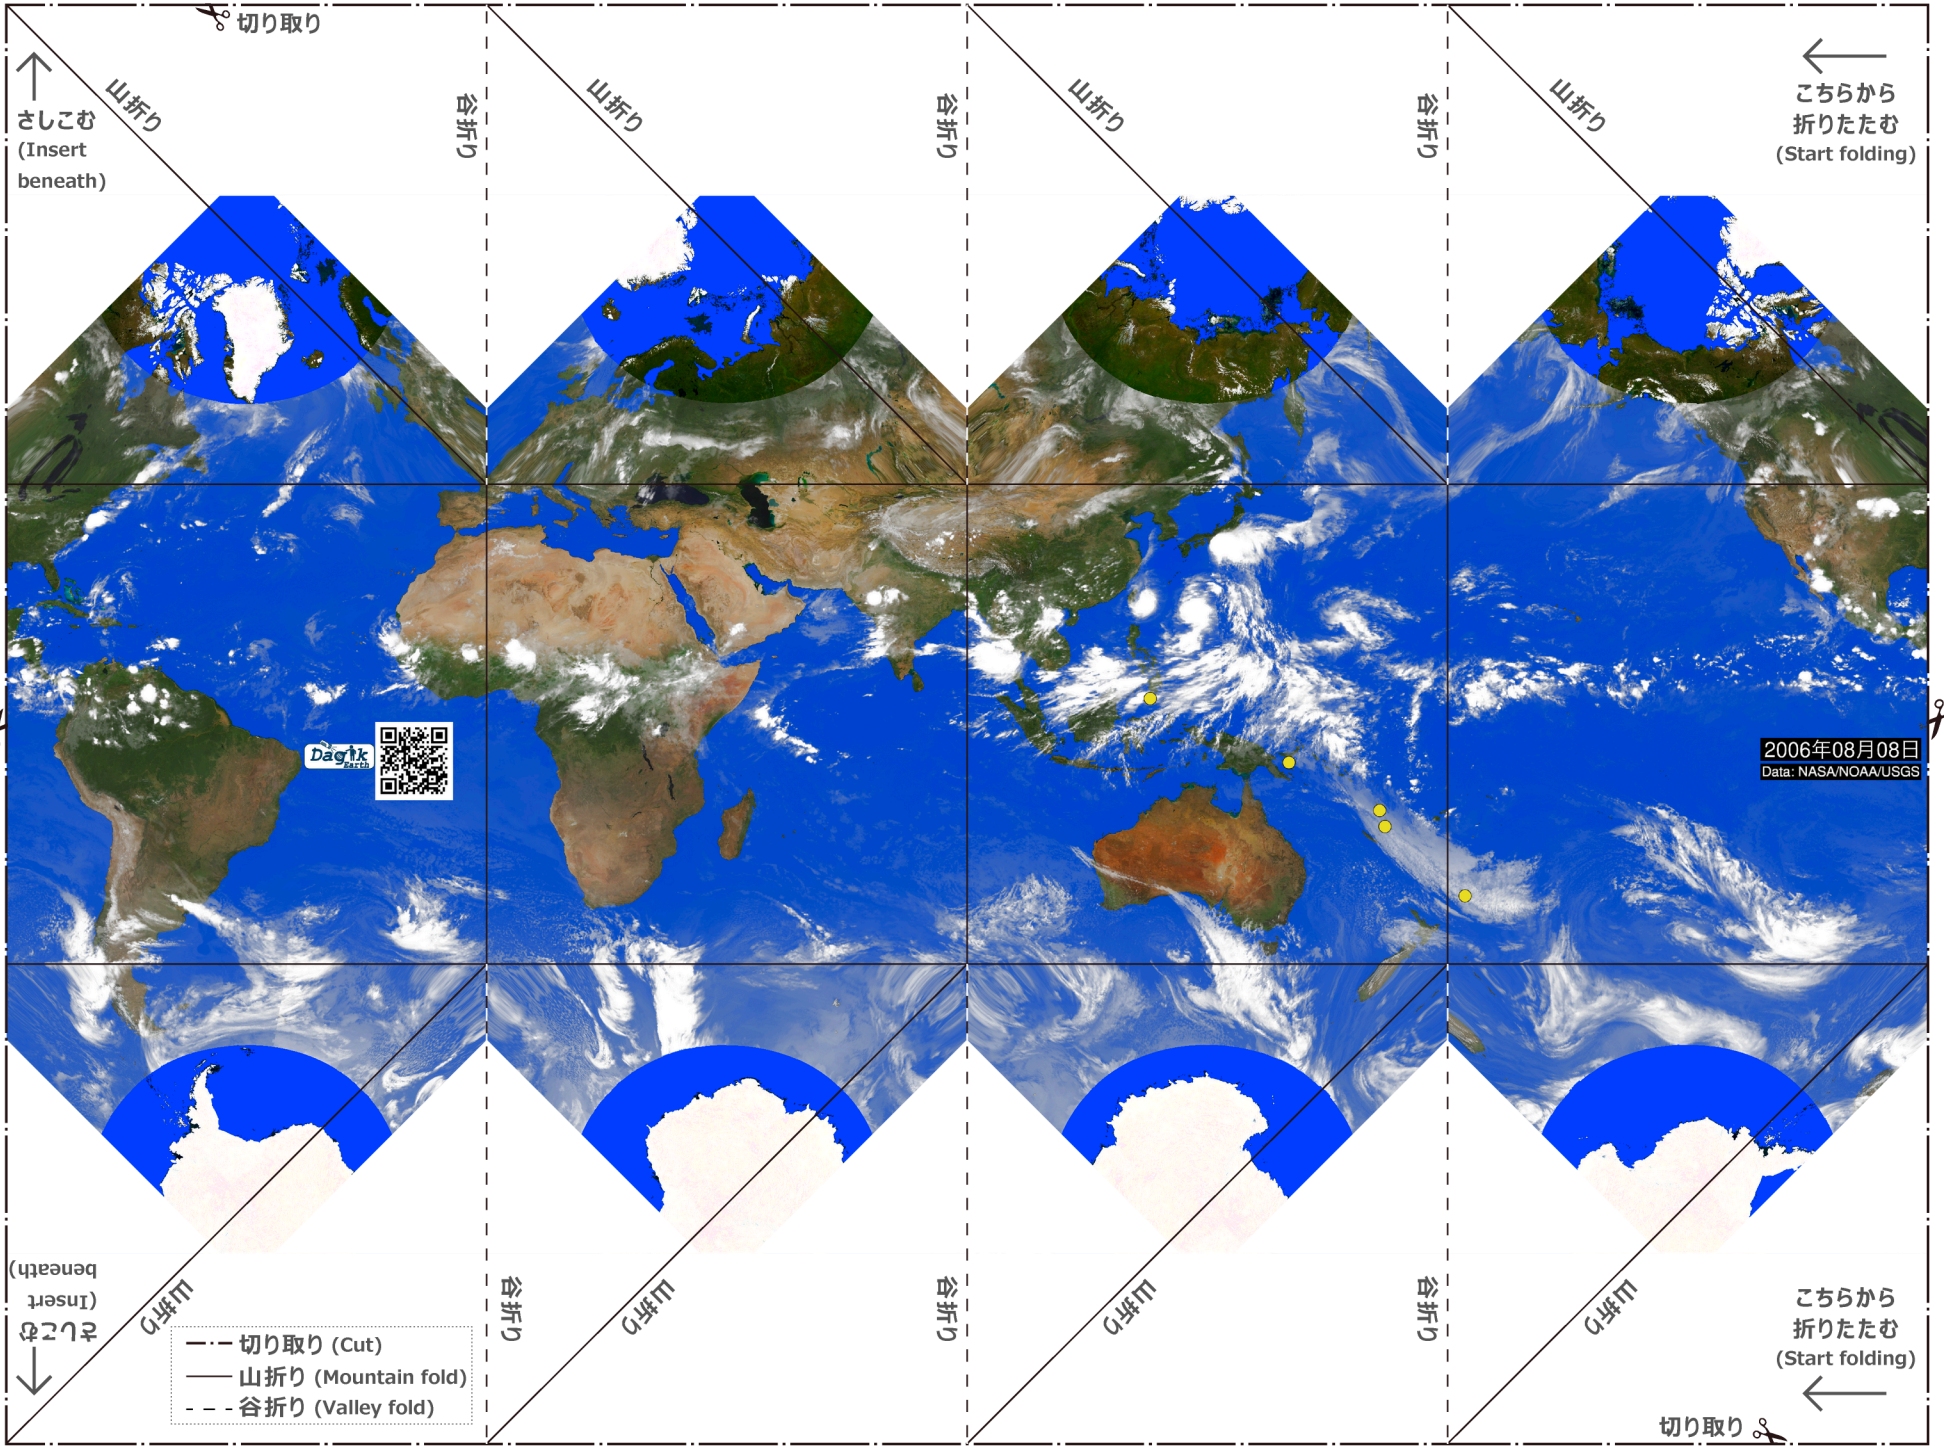 切り取り
山折り
谷折り
山折り
谷折り
山折り
谷折り
山折り
さしこむ
(Insert
beneath)
こちらから
折りたたむ
(Start folding)
Dagik
Earth
2006年08月08日
Data: NASA/NOAA/USGS
さしこむ
(Insert
beneath)
山折り
谷折り
山折り
谷折り
山折り
谷折り
山折り
こちらから
折りたたむ
(Start folding)
切り取り (Cut)
山折り (Mountain fold)
谷折り (Valley fold)
切り取り